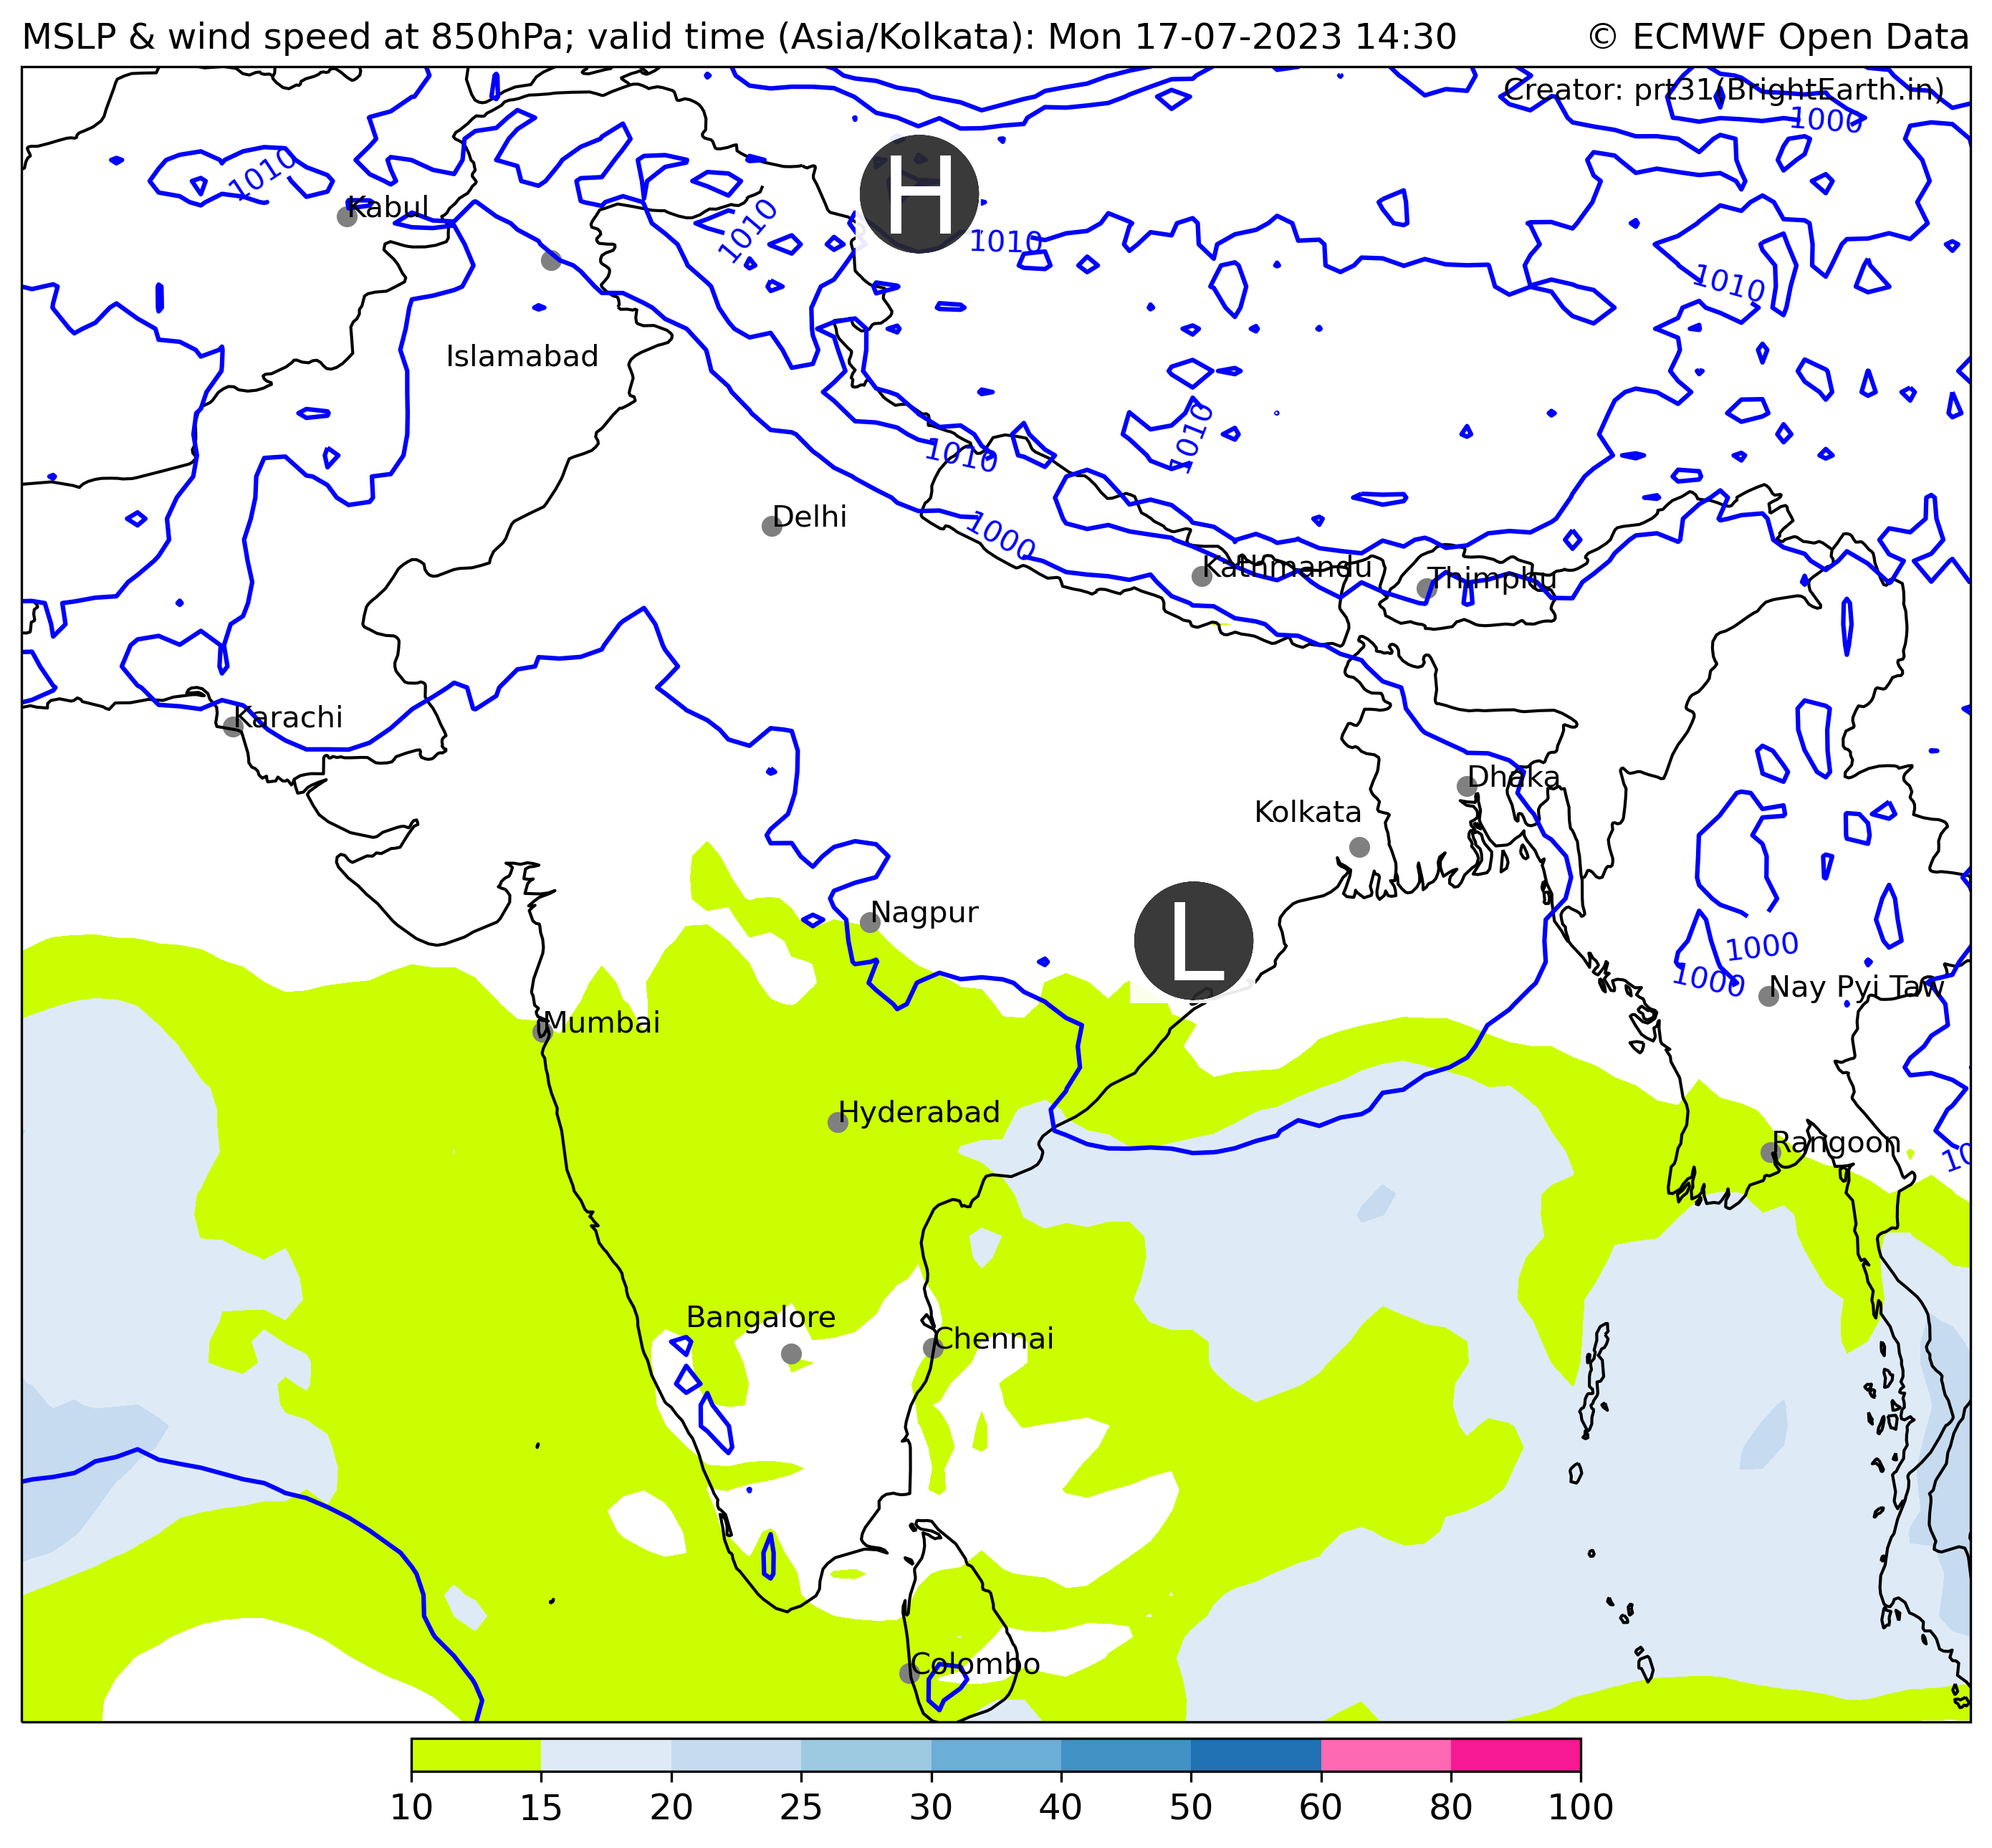 MSLP & wind speed at 850hPa; valid time (Asia/Kolkata): Mon 17-07-2023 14:30
© ECMWF Open Data
Creator: prt31(BrightEarth.in)
1000
H
1010
Kabul
1010
1010
1010
Islamabad
1010
1010
Delhi
1000
Kathmandu
Thimphu
Karachi
Dhaka
Kolkata
Nagpur
L
1000
1000
Nay Pyi Taw
Mumbai
Hyderabad
Rangoon
10
Bangalore
Chennai
Colombo
10 15 20 25 30 40 50 60 80 100